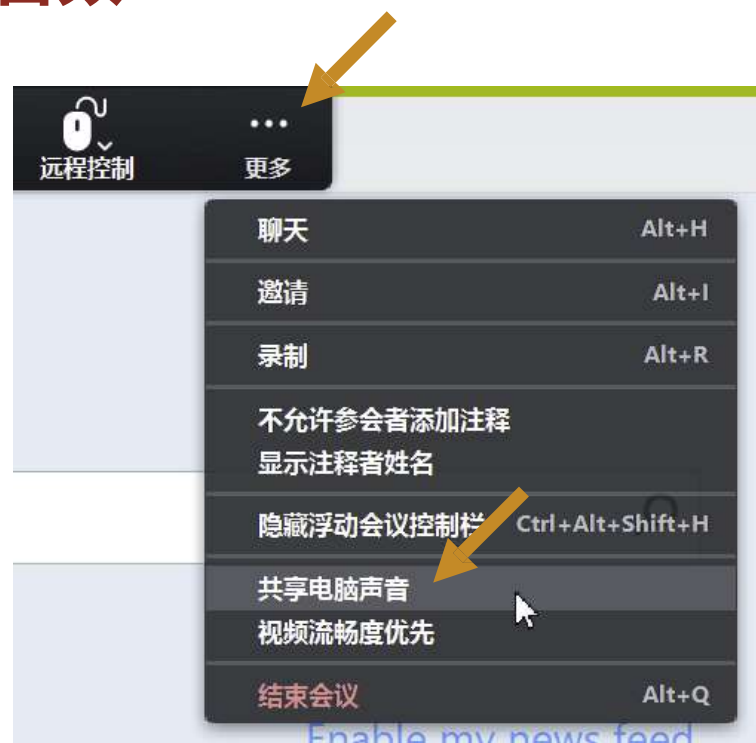 远程控制
更多
聊天 Alt+H
邀请 Alt+I
录制 Alt+R
不允许参会者添加注释
显示注释者姓名
隐藏浮动会议控制栏 Ctrl+Alt+Shift+H
共享电脑声音
视频流畅度优先
结束会议 Alt+Q
Enable my news feed